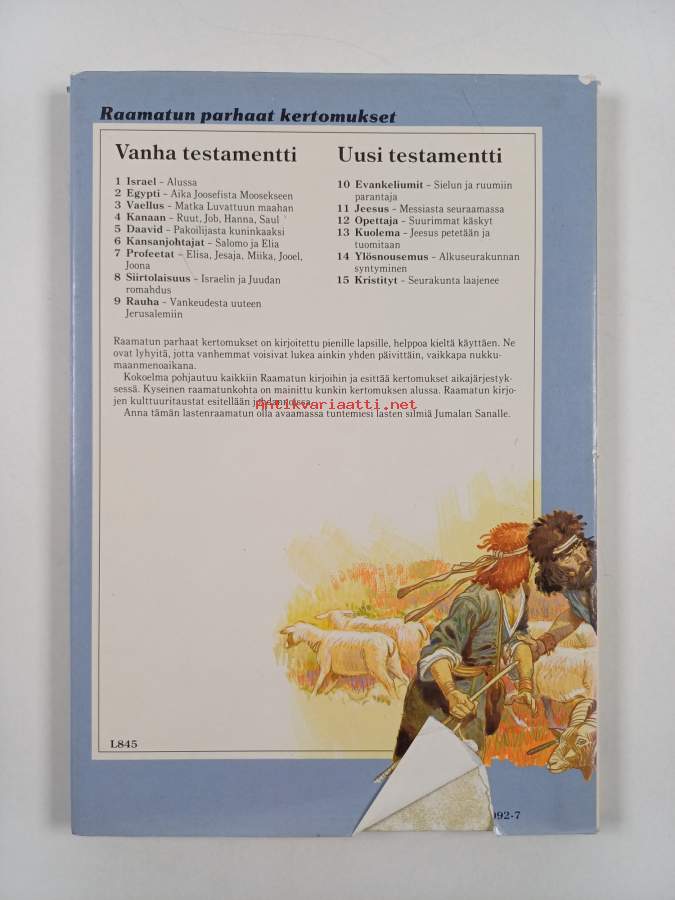 Raamatun parhaat kertomukset
Vanha testamentti
1 Israel – Alussa
2 Egypti – Aika Joosefista Moosekseen
3 Vaellus – Matka Luvattuun maahan
4 Kanaan – Ruut, Job, Hanna, Saul
5 Daavid – Pakoilijasta kuninkaaksi
6 Kansanjohtajat – Salomo ja Elia
7 Profeetat – Elisa, Jesaja, Miika, Jooel,
Joona
8 Siirtolaisuus – Israelin ja Juudan
romahdus
9 Rauha – Vankeudesta uuteen
Jerusalemiin
Uusi testamentti
10 Evankeliumit – Sielun ja ruumiin
parantaja
11 Jeesus – Messiasta seuraamassa
12 Opettaja – Suurimmat käskyt
13 Kuolema – Jeesus petetään ja
tuomitaan
14 Ylösnousemus – Alkuseurakunnan
syntyminen
15 Kristityt – Seurakunta laajenee
Raamatun parhaat kertomukset on kirjoitettu pienille lapsille, helppoa kieltä käyttäen. Ne
ovat lyhyitä, jotta vanhemmat voisivat lukea ainkin yhden päivittäin, vaikkapa nukku-
maanmenoaikana.
Kokoelma pohjautuu kaikkiin Raamatun kirjoihin ja esittää kertomukset aikajärjestyk-
sessä. Kyseinen raamatunkohta on mainittu kunkin kertomuksen alussa. Raamatun kirjo-
jen kulttuuritaustat esitellään johdannoissa.
Antikvariaatti.net
Anna tämän lastenraamatun olla avaamassa tuntemiesi lasten silmiä Jumalan Sanalle.
L845
992-7